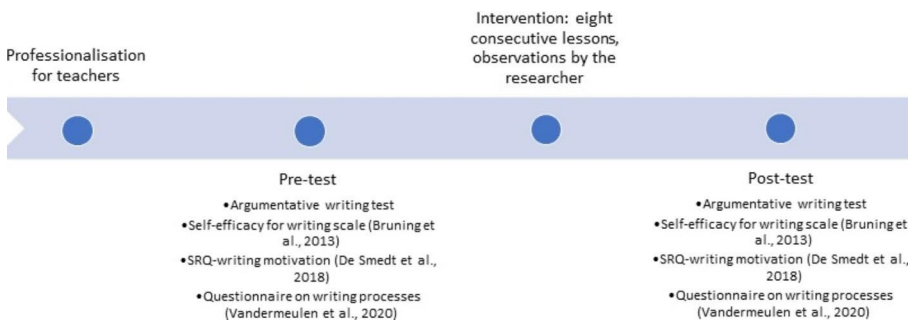 Professionalisation
for teachers
Intervention: eight
consecutive lessons,
observations by the
researcher
Pre-test
•Argumentative writing test
•Self-efficacy for writing scale (Bruning et
al., 2013)
•SRQ-writing motivation (De Smedt et al.,
2018)
•Questionnaire on writing processes
(Vandermeulen et al., 2020)
Post-test
•Argumentative writing test
•Self-efficacy for writing scale (Bruning et
al., 2013)
•SRQ-writing motivation (De Smedt et al.,
2018)
•Questionnaire on writing processes
(Vandermeulen et al., 2020)